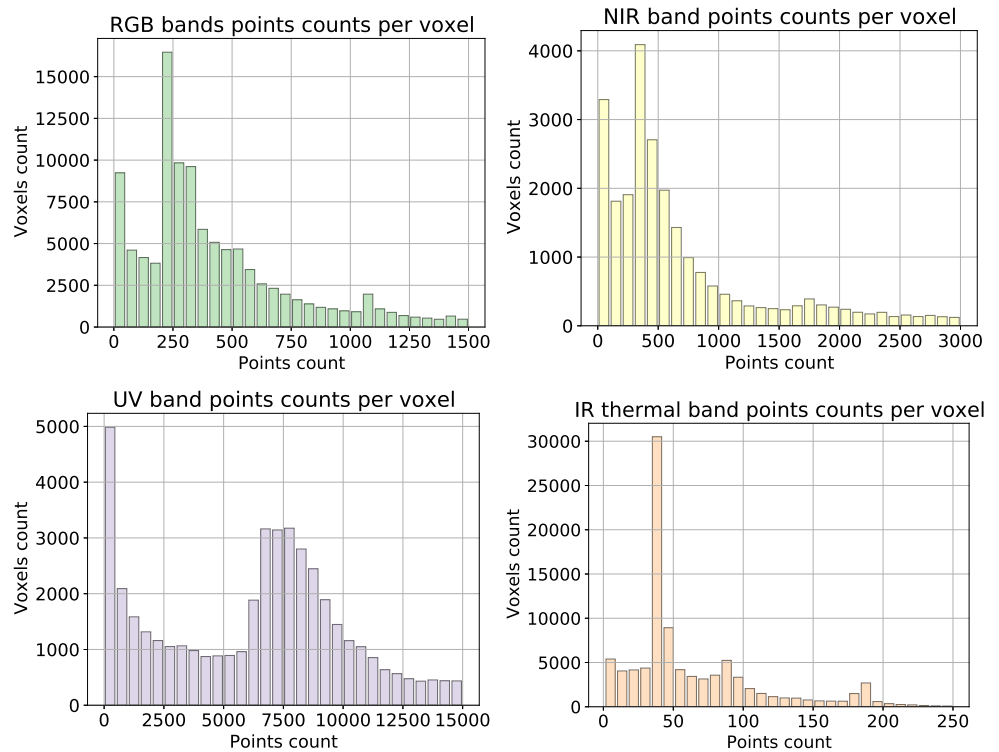 RGB bands points counts per voxel
Voxels count
15000
12500
10000
7500
5000
2500
0
0 250 500 750 1000 1250 1500
Points count
NIR band points counts per voxel
Voxels count
4000
3000
2000
1000
0
0 500 1000 1500 2000 2500 3000
Points count
UV band points counts per voxel
Voxels count
5000
4000
3000
2000
1000
0
0 2500 5000 7500 10000 12500 15000
Points count
IR thermal band points counts per voxel
Voxels count
30000
25000
20000
15000
10000
5000
0
0 50 100 150 200 250
Points count